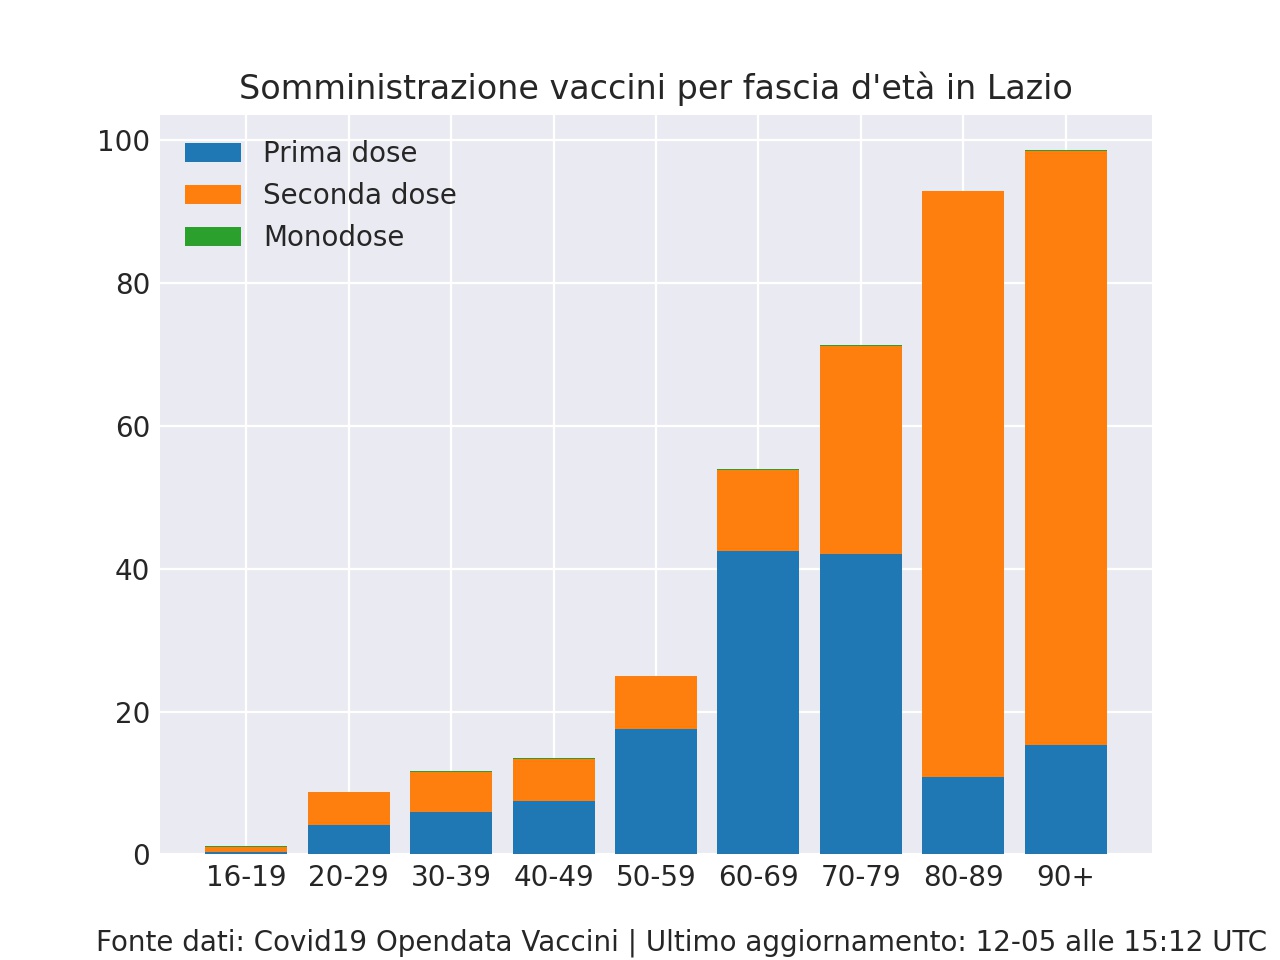 Somministrazione vaccini per fascia d'età in Lazio
100
80
60
40
20
0
Prima dose
Seconda dose
Monodose
16-19 20-29 30-39 40-49 50-59 60-69 70-79 80-89 90+
Fonte dati: Covid19 Opendata Vaccini | Ultimo aggiornamento: 12-05 alle 15:12 UTC